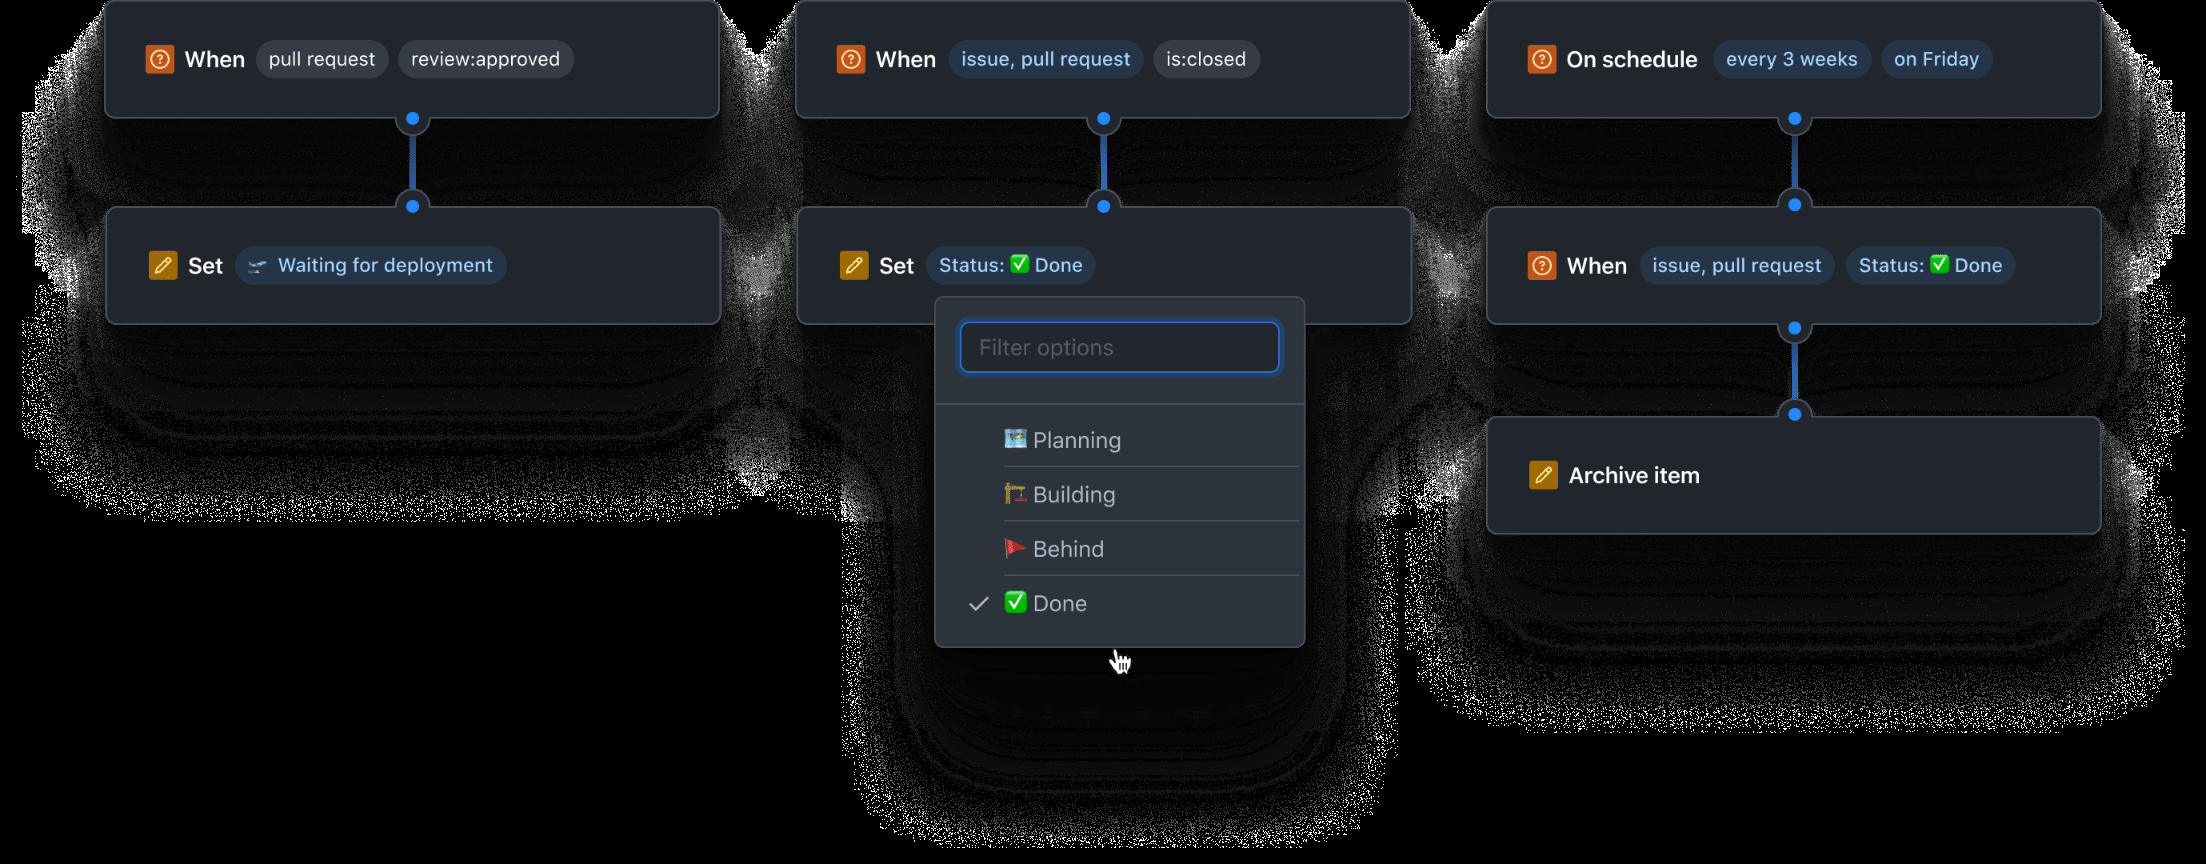 When pull request review:approved
Set Waiting for deployment
When issue, pull request is:closed
Set Status: ✅ Done
Filter options
Planning
Building
Behind
✅ Done
On schedule every 3 weeks on Friday
When issue, pull request Status: ✅ Done
Archive item